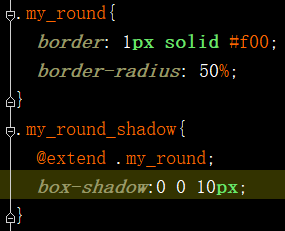 .my_round{
border: 1px solid #f00;
border-radius: 50%;
}
.my_round_shadow{
@extend .my_round;
box-shadow:0 0 10px;
}